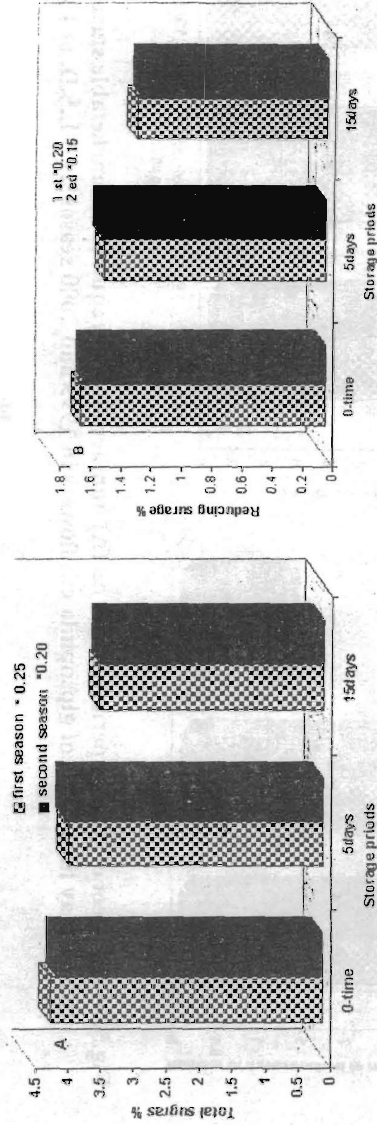 A
first season * 0.25
second season *0.20
Total sugras %
4.5
4
3.5
3
2.5
2
1.5
1
0.5
0
0-time
5days
15days
Storage priods
B
1 st *0.20
2 ed *0.15
Reducing surage %
1.8
1.6
1.4
1.2
1
0.8
0.6
0.4
0.2
0
0-time
5days
15days
Storage priods